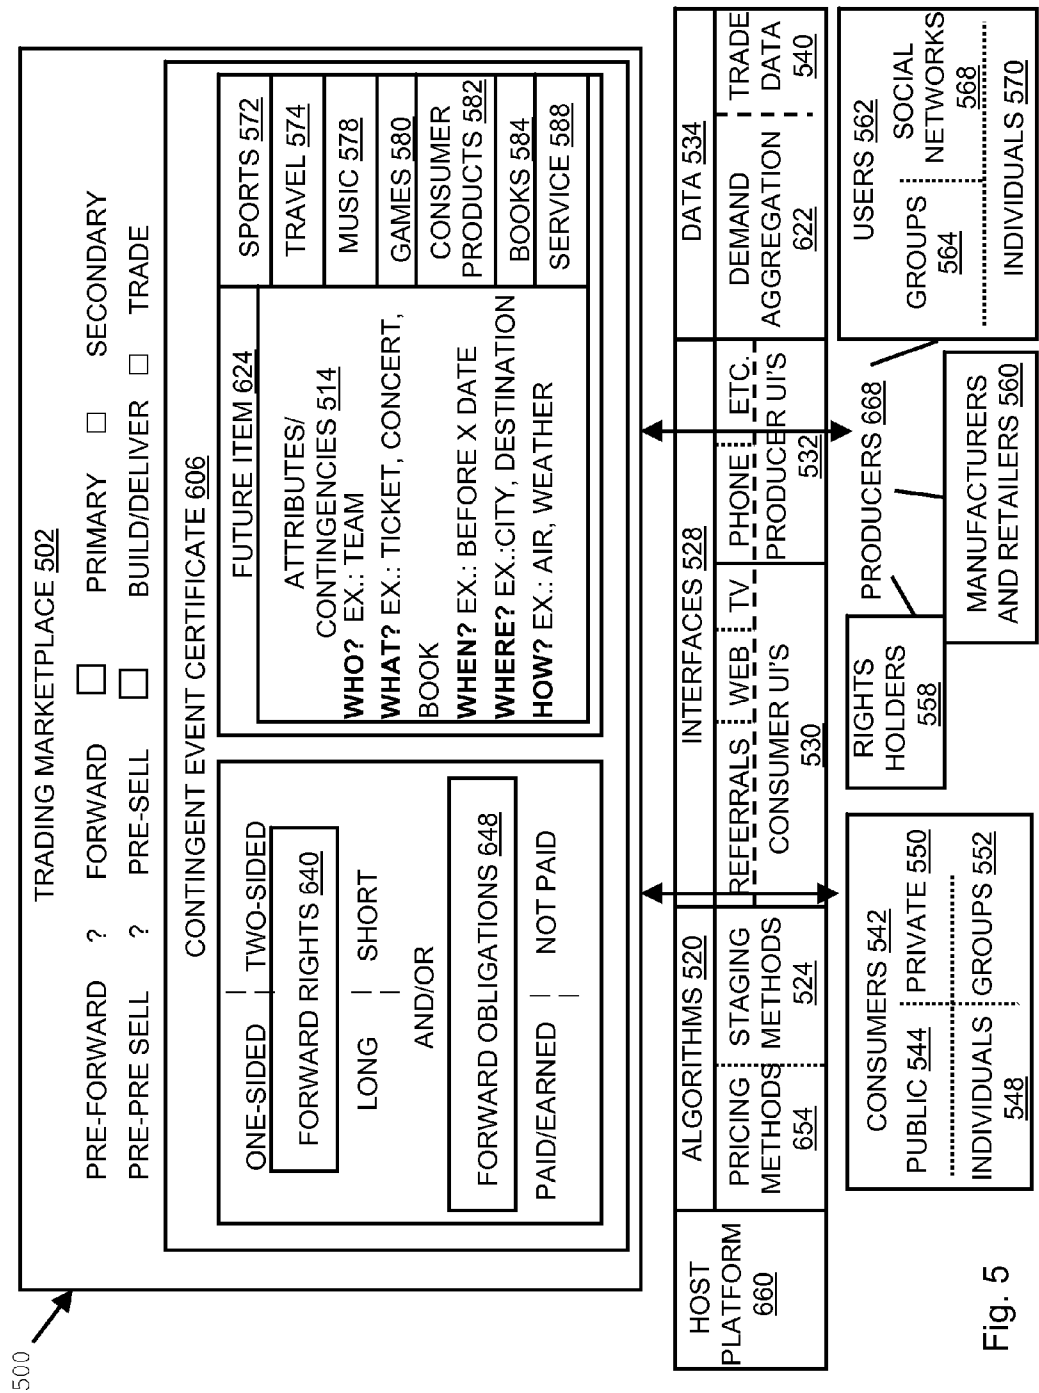 500
TRADING MARKETPLACE 502
PRE-FORWARD ? FORWARD □ PRIMARY □ SECONDARY
PRE-PRE SELL ? PRE-SELL □ BUILD/DELIVER □ TRADE
CONTINGENT EVENT CERTIFICATE 606
ONE-SIDED | TWO-SIDED
FORWARD RIGHTS 640
LONG | SHORT
AND/OR
FORWARD OBLIGATIONS 648
PAID/EARNED | NOT PAID
FUTURE ITEM 624
ATTRIBUTES/
CONTINGENCIES 514
WHO? EX.: TEAM
WHAT? EX.: TICKET, CONCERT,
BOOK
WHEN? EX.: BEFORE X DATE
WHERE? EX.:CITY, DESTINATION
HOW? EX.: AIR, WEATHER
SPORTS 572
TRAVEL 574
MUSIC 578
GAMES 580
CONSUMER
PRODUCTS 582
BOOKS 584
SERVICE 588
HOST
PLATFORM
660
ALGORITHMS 520
PRICING
METHODS
654
STAGING
METHODS
524
INTERFACES 528
REFERRALS WEB TV PHONE ETC.
CONSUMER UI'S
530
PRODUCER UI'S
532
DATA 534
DEMAND
AGGREGATION
622
TRADE
DATA
540
CONSUMERS 542
PUBLIC 544 PRIVATE 550
INDIVIDUALS
548
GROUPS 552
RIGHTS
HOLDERS
558
PRODUCERS 668
MANUFACTURERS
AND RETAILERS 560
USERS 562
GROUPS
564
SOCIAL
NETWORKS
568
INDIVIDUALS 570
Fig. 5